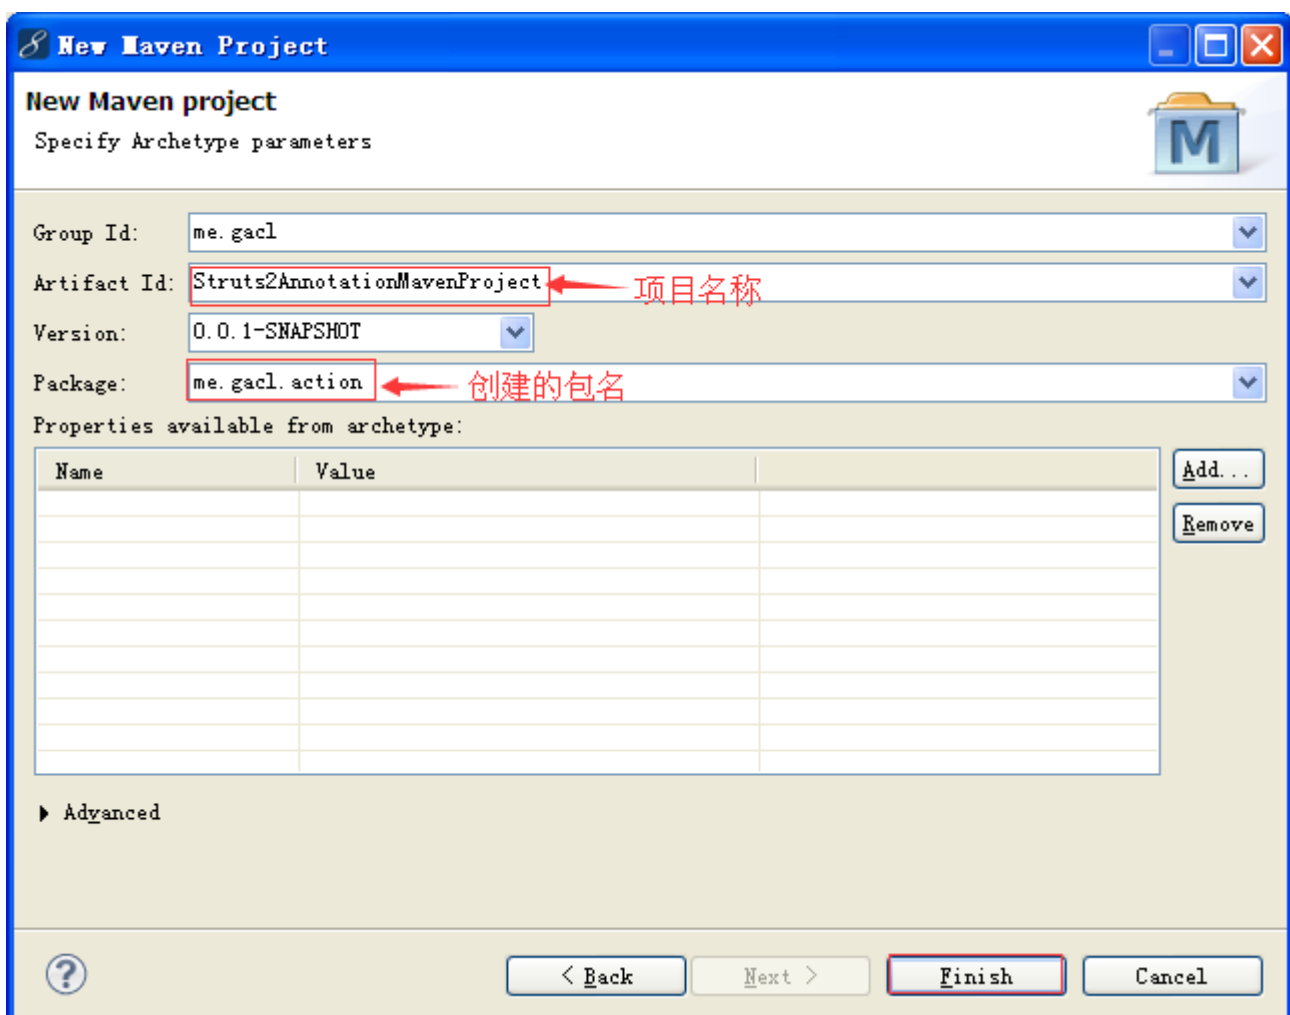 New Maven Project
New Maven project
Specify Archetype parameters
M
Group Id: me.gacl
Artifact Id: Struts2AnnotationMavenProject 项目名称
Version: 0.0.1-SNAPSHOT
Package: me.gacl.action 创建的包名
Properties available from archetype:
Name Value Add...
Remove
Advanced
? < Back Next > Finish Cancel